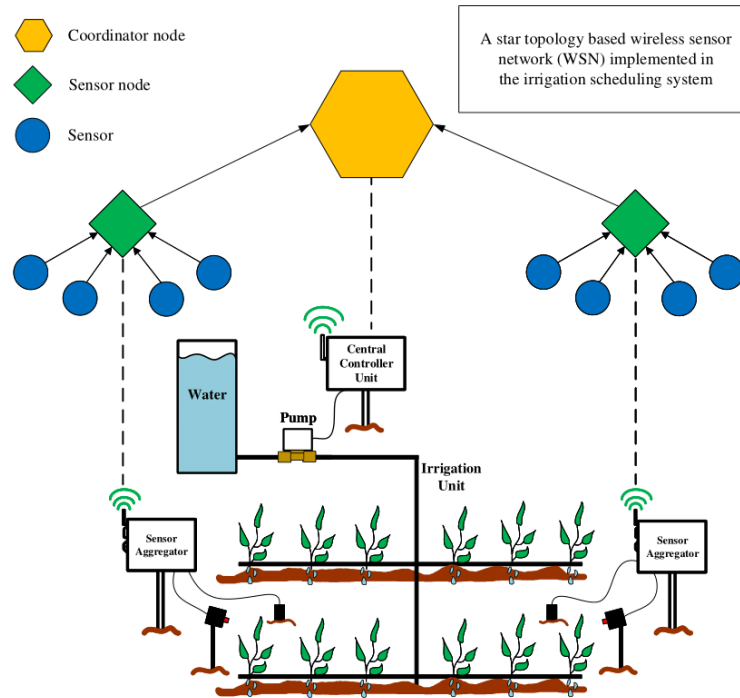 Coordinator node
Sensor node
Sensor
A star topology based wireless sensor
network (WSN) implemented in
the irrigation scheduling system
Central
Controller
Unit
Water
Pump
Irrigation
Unit
Sensor
Aggregator
Sensor
Aggregator